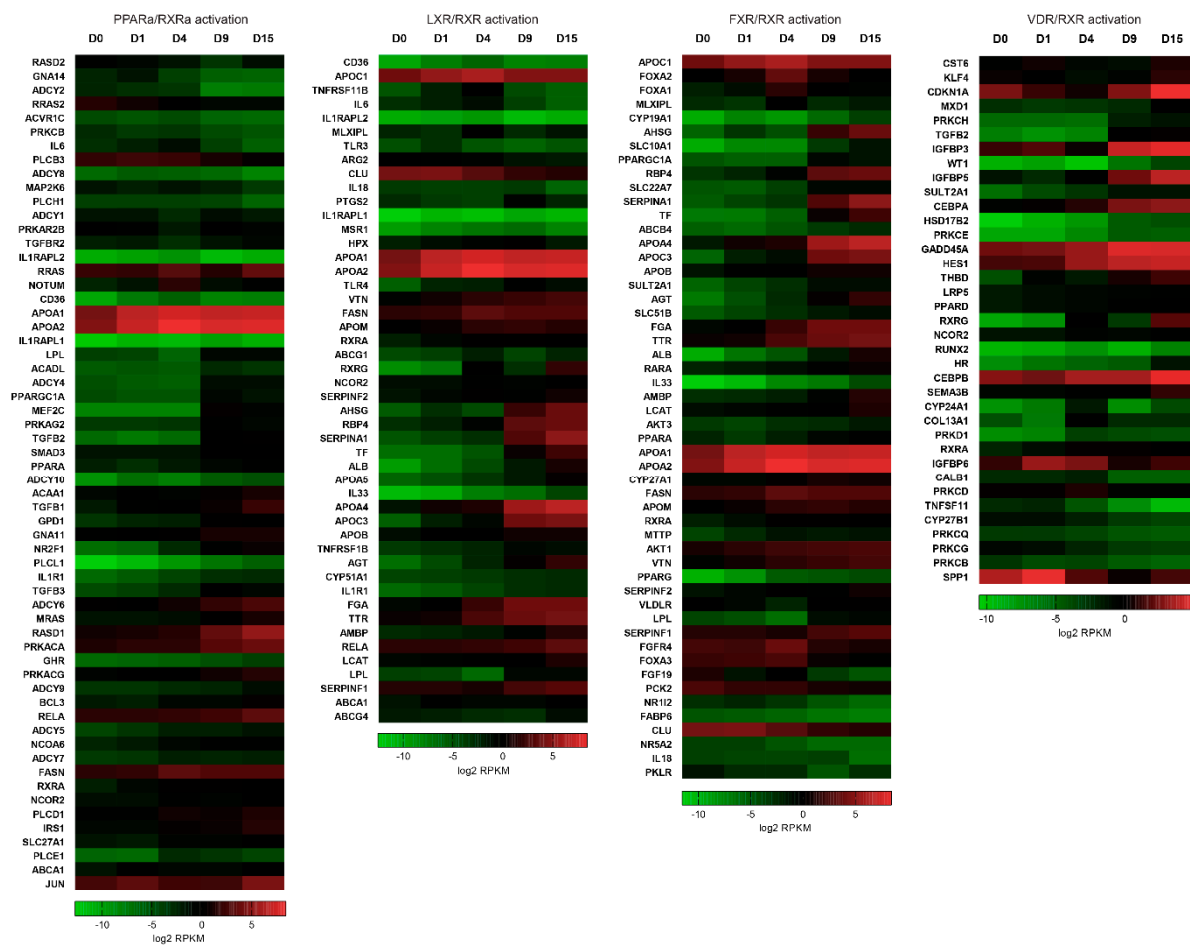 PPARa/RXRa activation
D0 D1 D4 D9 D15
RASD2
GNA14
ADCY2
RRAS2
ACVR1C
PRKCB
IL6
PLCB3
ADCY8
MAP2K6
PLCH1
ADCY1
PRKAR2B
TGFBR2
IL1RAPL2
RRAS
NOTUM
CD36
APOA1
APOA2
IL1RAPL1
LPL
ACADL
ADCY4
PPARGC1A
MEF2C
PRKAG2
TGFB2
SMAD3
PPARA
ADCY10
ACAA1
TGFB1
GPD1
GNA11
NR2F1
PLCL1
IL1R1
TGFB3
ADCY6
MRAS
RASD1
PRKACA
GHR
PRKACG
ADCY9
BCL3
RELA
ADCY5
NCOA6
ADCY7
FASN
RXRA
NCOR2
PLCD1
IRS1
SLC27A1
PLCE1
ABCA1
JUN
-10 -5 0 5
log2 RPKM
LXR/RXR activation
D0 D1 D4 D9 D15
CD36
APOC1
TNFRSF11B
IL6
IL1RAPL2
MLXIPL
TLR3
ARG2
CLU
IL18
PTGS2
IL1RAPL1
MSR1
HPX
APOA1
APOA2
TLR4
VTN
FASN
APOM
RXRA
ABCG1
RXRG
NCOR2
SERPINF2
AHSG
RBP4
SERPINA1
TF
ALB
APOA5
IL33
APOA4
APOC3
APOB
TNFRSF1B
AGT
CYP51A1
IL1R1
FGA
TTR
AMBP
RELA
LCAT
LPL
SERPINF1
ABCA1
ABCG4
-10 -5 0 5
log2 RPKM
FXR/RXR activation
D0 D1 D4 D9 D15
APOC1
FOXA2
FOXA1
MLXIPL
CYP19A1
AHSG
SLC10A1
PPARGC1A
RBP4
SLC22A7
SERPINA1
TF
ABCB4
APOA4
APOC3
APOB
SULT2A1
AGT
SLC51B
FGA
TTR
ALB
RARA
IL33
AMBP
LCAT
AKT3
PPARA
APOA1
APOA2
CYP27A1
FASN
APOM
RXRA
MTTP
AKT1
VTN
PPARG
SERPINF2
VLDLR
LPL
SERPINF1
FGFR4
FOXA3
FGF19
PCK2
NR1I2
FABP6
CLU
NR5A2
IL18
PKLR
-10 -5 0 5
log2 RPKM
VDR/RXR activation
D0 D1 D4 D9 D15
CST6
KLF4
CDKN1A
MXD1
PRKCH
TGFB2
IGFBP3
WT1
IGFBP5
SULT2A1
CEBPA
HSD17B2
PRKCE
GADD45A
HES1
THBD
LRP5
PPARD
RXRG
NCOR2
RUNX2
HR
CEBPB
SEMA3B
CYP24A1
COL13A1
PRKD1
RXRA
IGFBP6
CALB1
PRKCD
TNFSF11
CYP27B1
PRKCQ
PRKCG
PRKCB
SPP1
-10 -5 0
log2 RPKM